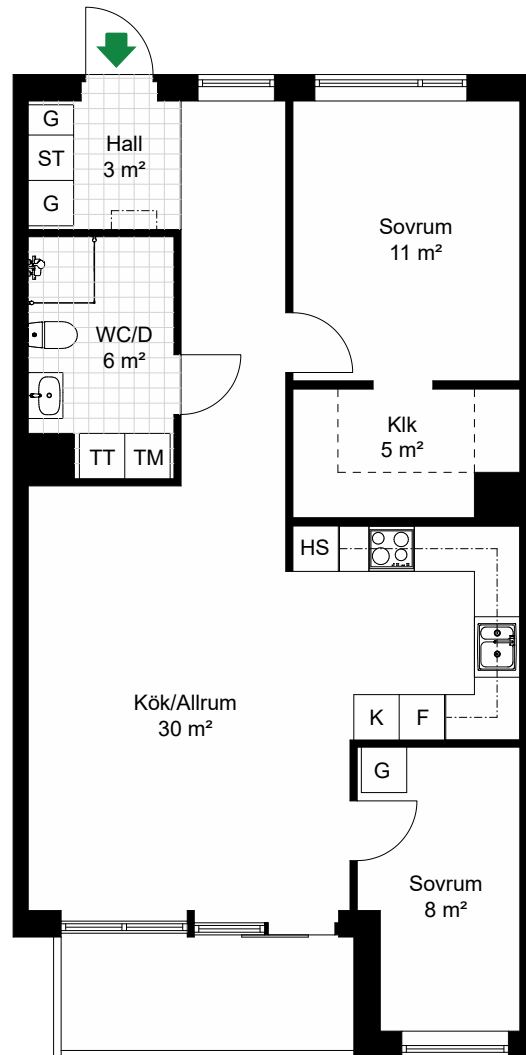 G
ST
G
Hall
3 m²
Sovrum
11 m²
WC/D
6 m²
Klk
5 m²
TT
TM
HS
Kök/Allrum
30 m²
K
F
G
Sovrum
8 m²